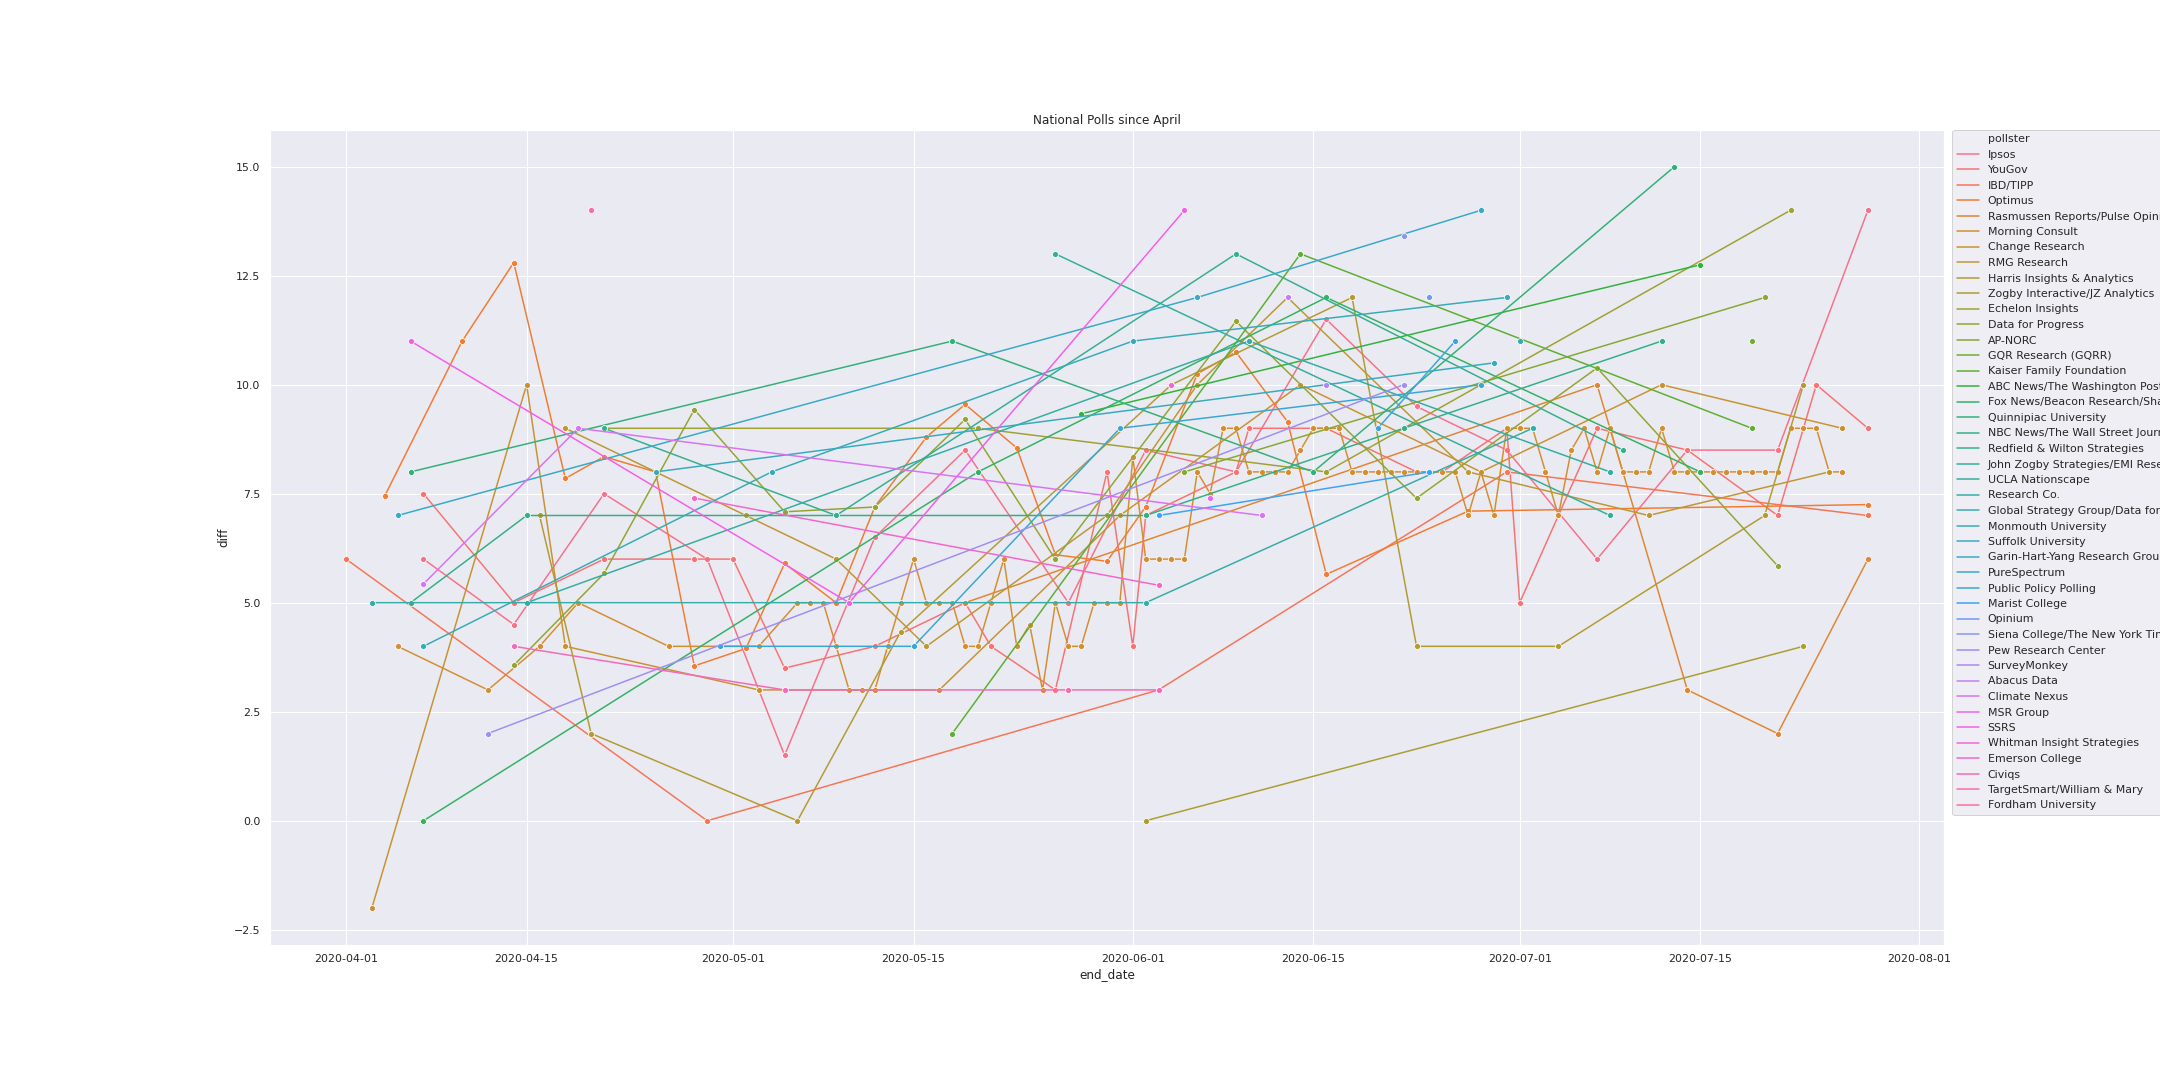 National Polls since April
15.0
12.5
10.0
7.5
5.0
2.5
0.0
−2.5
diff
2020-04-01 2020-04-15 2020-05-01 2020-05-15 2020-06-01 2020-06-15 2020-07-01 2020-07-15 2020-08-01
end_date
pollster
Ipsos
YouGov
IBD/TIPP
Optimus
Rasmussen Reports/Pulse Opini
Morning Consult
Change Research
RMG Research
Harris Insights & Analytics
Zogby Interactive/JZ Analytics
Echelon Insights
Data for Progress
AP-NORC
GQR Research (GQRR)
Kaiser Family Foundation
ABC News/The Washington Post
Fox News/Beacon Research/Sha
Quinnipiac University
NBC News/The Wall Street Journ
Redfield & Wilton Strategies
John Zogby Strategies/EMI Rese
UCLA Nationscape
Research Co.
Global Strategy Group/Data for
Monmouth University
Suffolk University
Garin-Hart-Yang Research Grou
PureSpectrum
Public Policy Polling
Marist College
Opinium
Siena College/The New York Tim
Pew Research Center
SurveyMonkey
Abacus Data
Climate Nexus
MSR Group
SSRS
Whitman Insight Strategies
Emerson College
Civiqs
TargetSmart/William & Mary
Fordham University